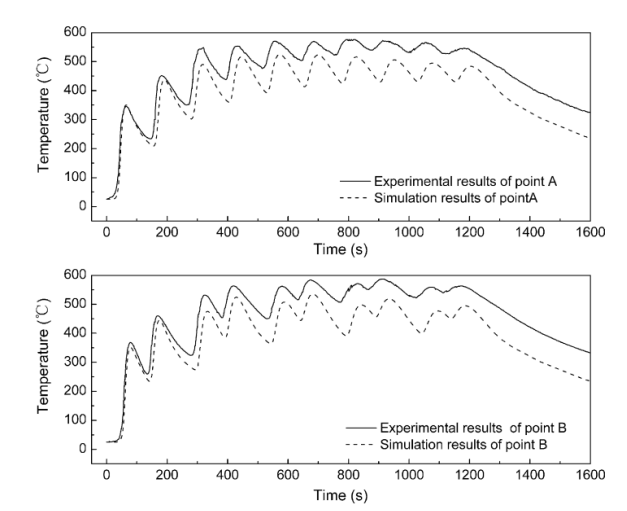 600
500
400
300
200
100
0
Temperature (℃)
Experimental results of point A
Simulation results of pointA
0 200 400 600 800 1000 1200 1400 1600
Time (s)
600
500
400
300
200
100
0
Temperature (℃)
Experimental results of point B
Simulation results of point B
0 200 400 600 800 1000 1200 1400 1600
Time (s)